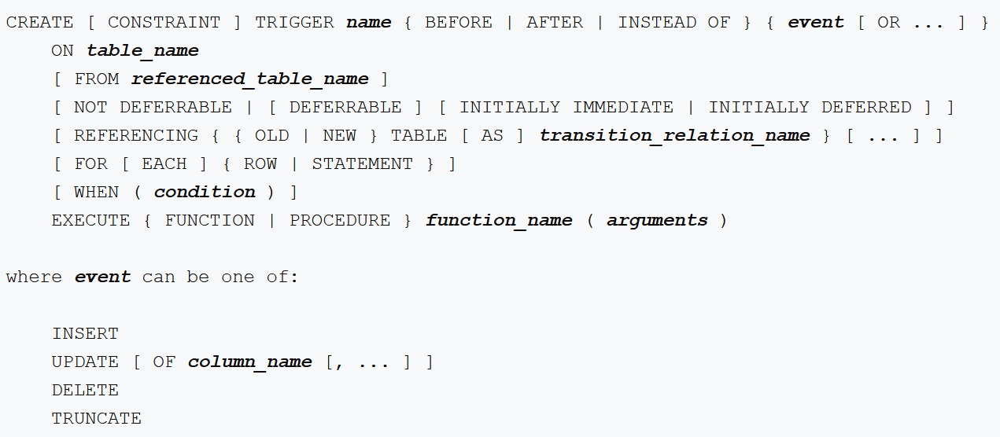 CREATE [ CONSTRAINT ] TRIGGER name { BEFORE | AFTER | INSTEAD OF } { event [ OR ... ] }
    ON table_name
    [ FROM referenced_table_name ]
    [ NOT DEFERRABLE | [ DEFERRABLE ] [ INITIALLY IMMEDIATE | INITIALLY DEFERRED ] ]
    [ REFERENCING { { OLD | NEW } TABLE [ AS ] transition_relation_name } [ ... ] ]
    [ FOR [ EACH ] { ROW | STATEMENT } ]
    [ WHEN ( condition ) ]
    EXECUTE { FUNCTION | PROCEDURE } function_name ( arguments )

where event can be one of:

    INSERT
    UPDATE [ OF column_name [, ... ] ]
    DELETE
    TRUNCATE